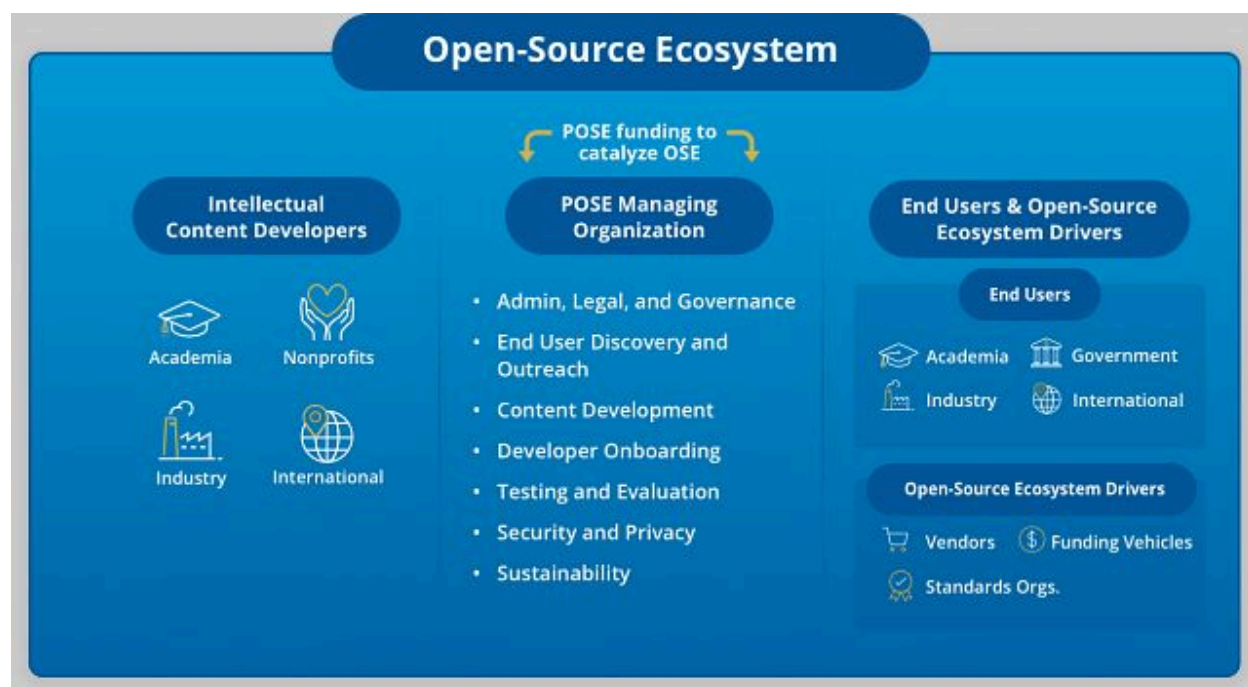 Open-Source Ecosystem
POSE funding to
catalyze OSE
Intellectual
Content Developers
Academia
Nonprofits
Industry
International
POSE Managing
Organization
• Admin, Legal, and Governance
• End User Discovery and
Outreach
• Content Development
• Developer Onboarding
• Testing and Evaluation
• Security and Privacy
• Sustainability
End Users & Open-Source
Ecosystem Drivers
End Users
Academia
Government
Industry
International
Open-Source Ecosystem Drivers
Vendors
Funding Vehicles
Standards Orgs.